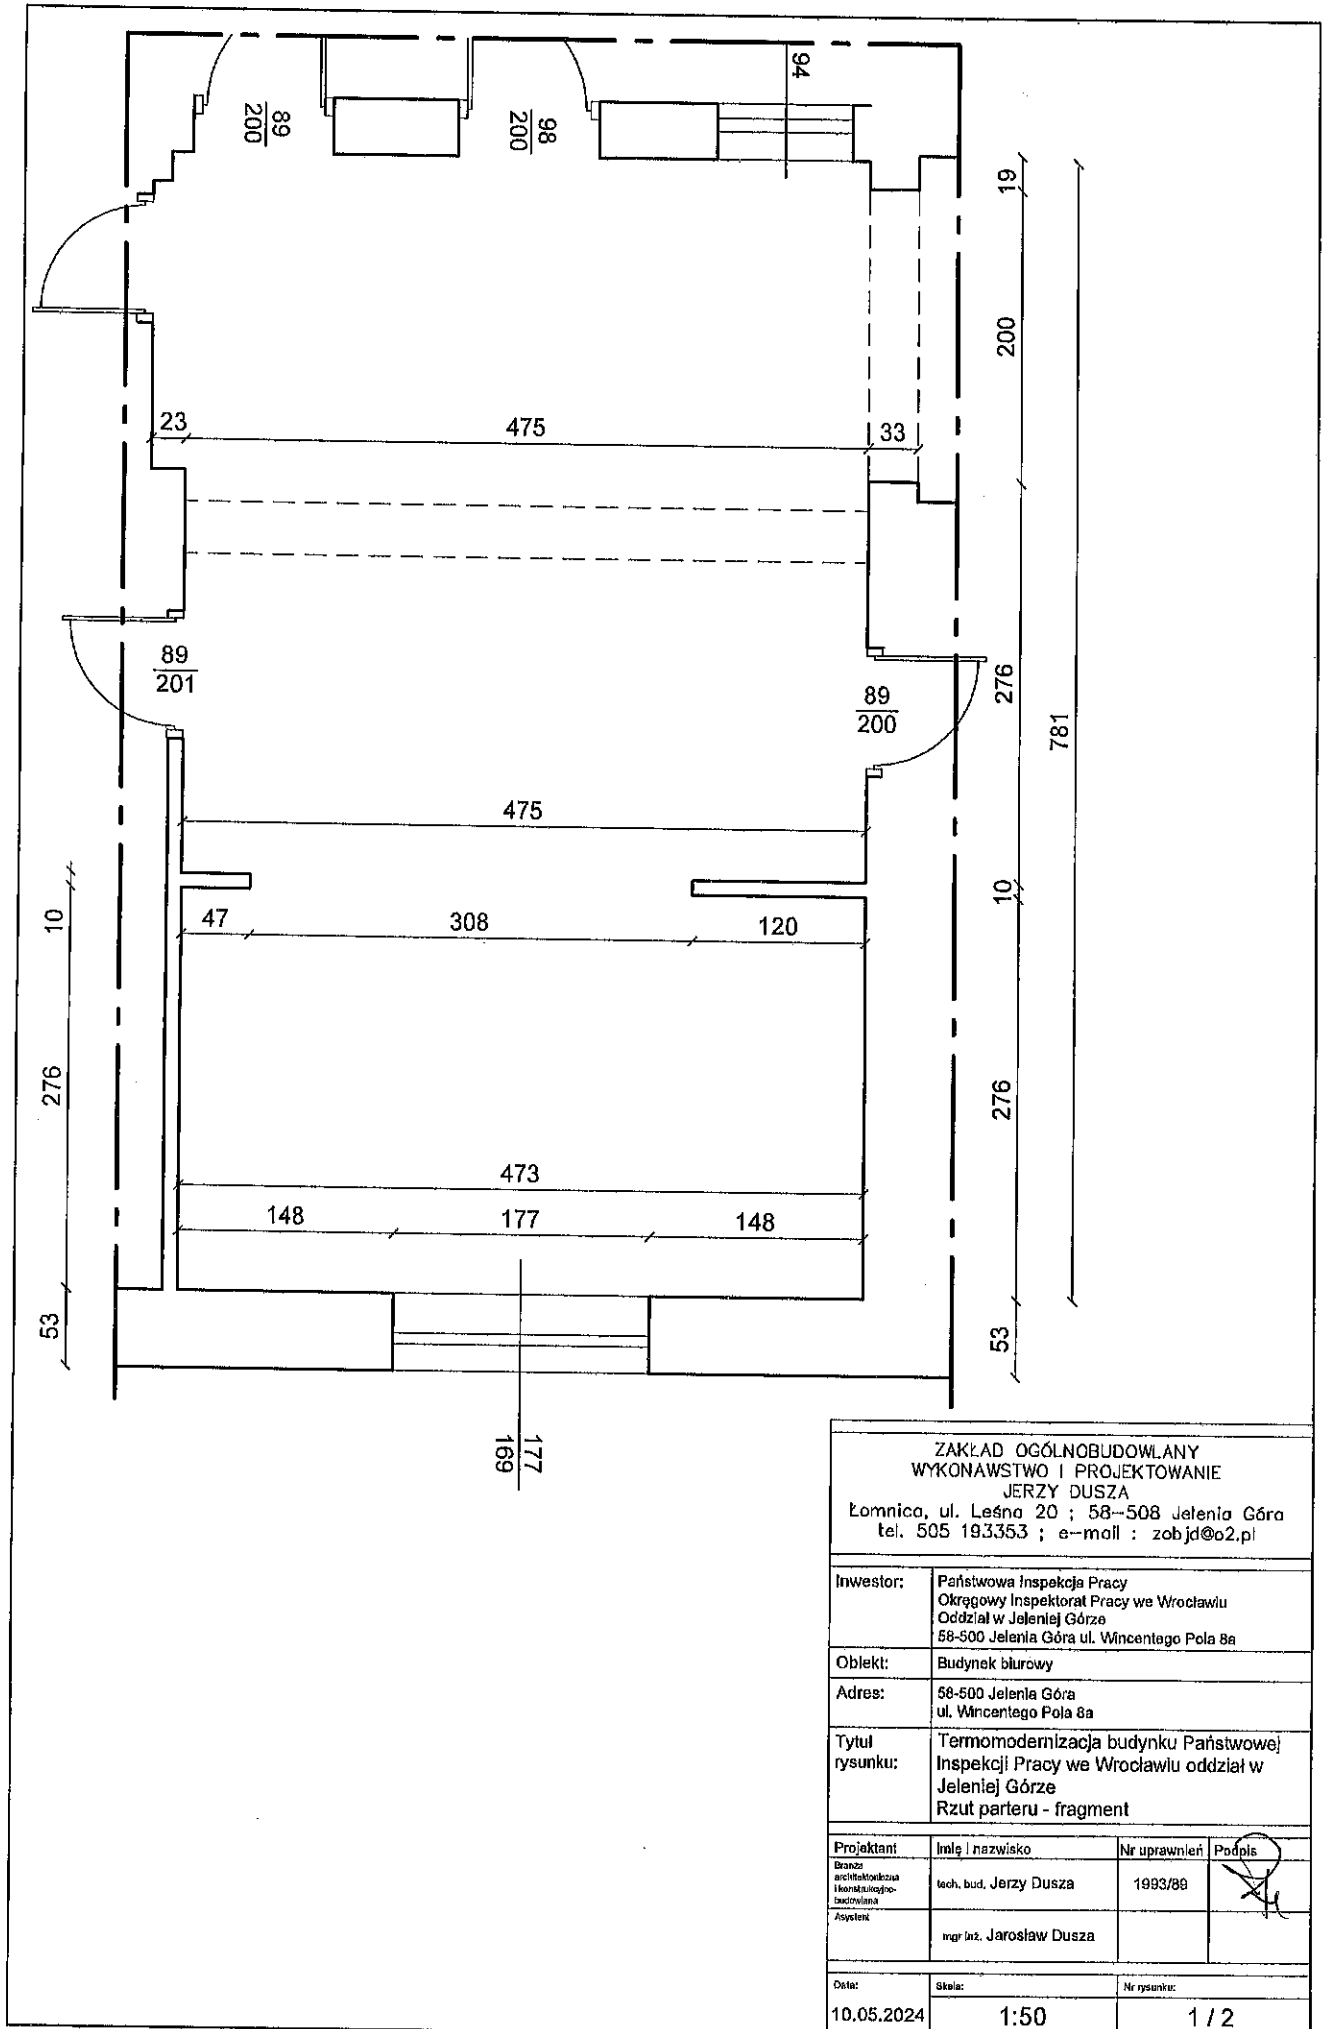 94
89
200
98
200
19
200
23
475
33
89
201
89
200
276
781
475
10
47
308
120
10
276
276
473
148
177
148
53
53
177
169
ZAKŁAD OGÓLNOBUDOWLANY
WYKONAWSTWO I PROJEKTOWANIE
JERZY DUSZA
Łomnica, ul. Leśna 20 ; 58-508 Jelenia Góra
tel. 505 193353 ; e-mail : zobjd@o2.pl
Inwestor:
Państwowa Inspekcja Pracy
Okręgowy Inspektorat Pracy we Wrocławiu
Oddział w Jeleniej Górze
58-500 Jelenia Góra ul. Wincentego Pola 8a
Obiekt: Budynek biurowy
Adres: 58-500 Jelenia Góra
ul. Wincentego Pola 8a
Tytuł rysunku:
Termomodernizacja budynku Państwowej
Inspekcji Pracy we Wrocławiu oddział w
Jeleniej Górze
Rzut parteru - fragment
Projektant Imię i nazwisko Nr uprawnień Podpis
Branża
architektoniczna
i konstrukcyjno-
budowlana
tech. bud. Jerzy Dusza 1993/89
Asystent
mgr inż. Jarosław Dusza
Data: Skala: Nr rysunku:
10.05.2024 1:50 1 / 2